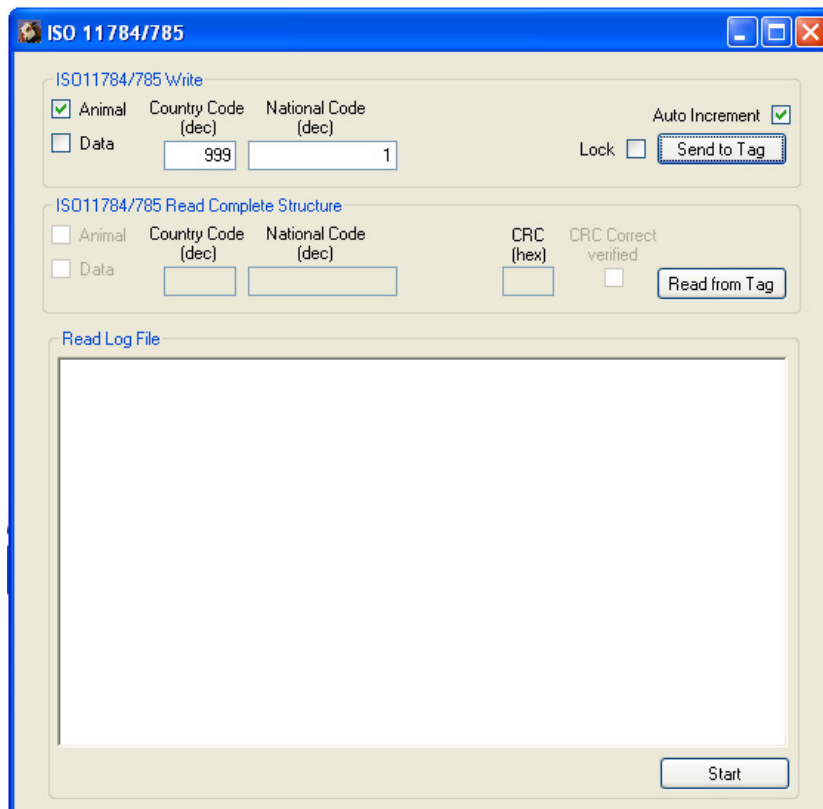 ISO 11784/785
ISO11784/785 Write
Animal
Country Code
(dec)
National Code
(dec)
Auto Increment
Data
999
1
Lock
Send to Tag
ISO11784/785 Read Complete Structure
Animal
Country Code
(dec)
National Code
(dec)
CRC
(hex)
CRC Correct
verified
Data
Read from Tag
Read Log File
Start